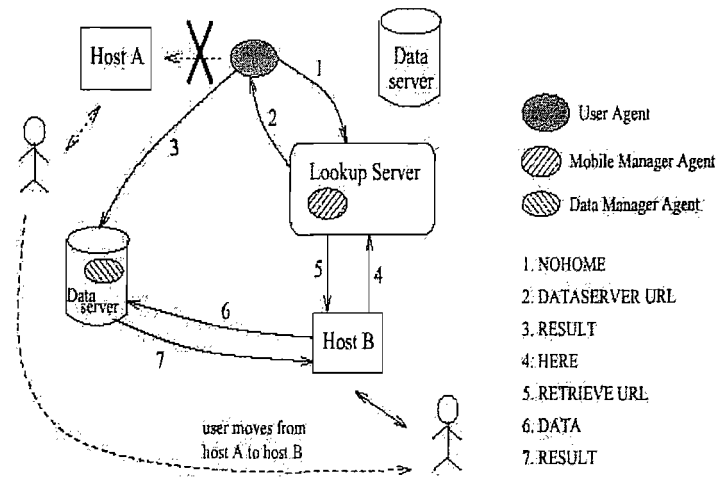 Host A
Data
server
1
2
3
Lookup Server
User Agent
Mobile Manager Agent
Data Manager Agent
Data
server
5
4
6
7
Host B
user moves from
host A to host B
1. NOHOME
2. DATASERVER URL
3. RESULT
4. HERE
5. RETRIEVE URL
6. DATA
7. RESULT